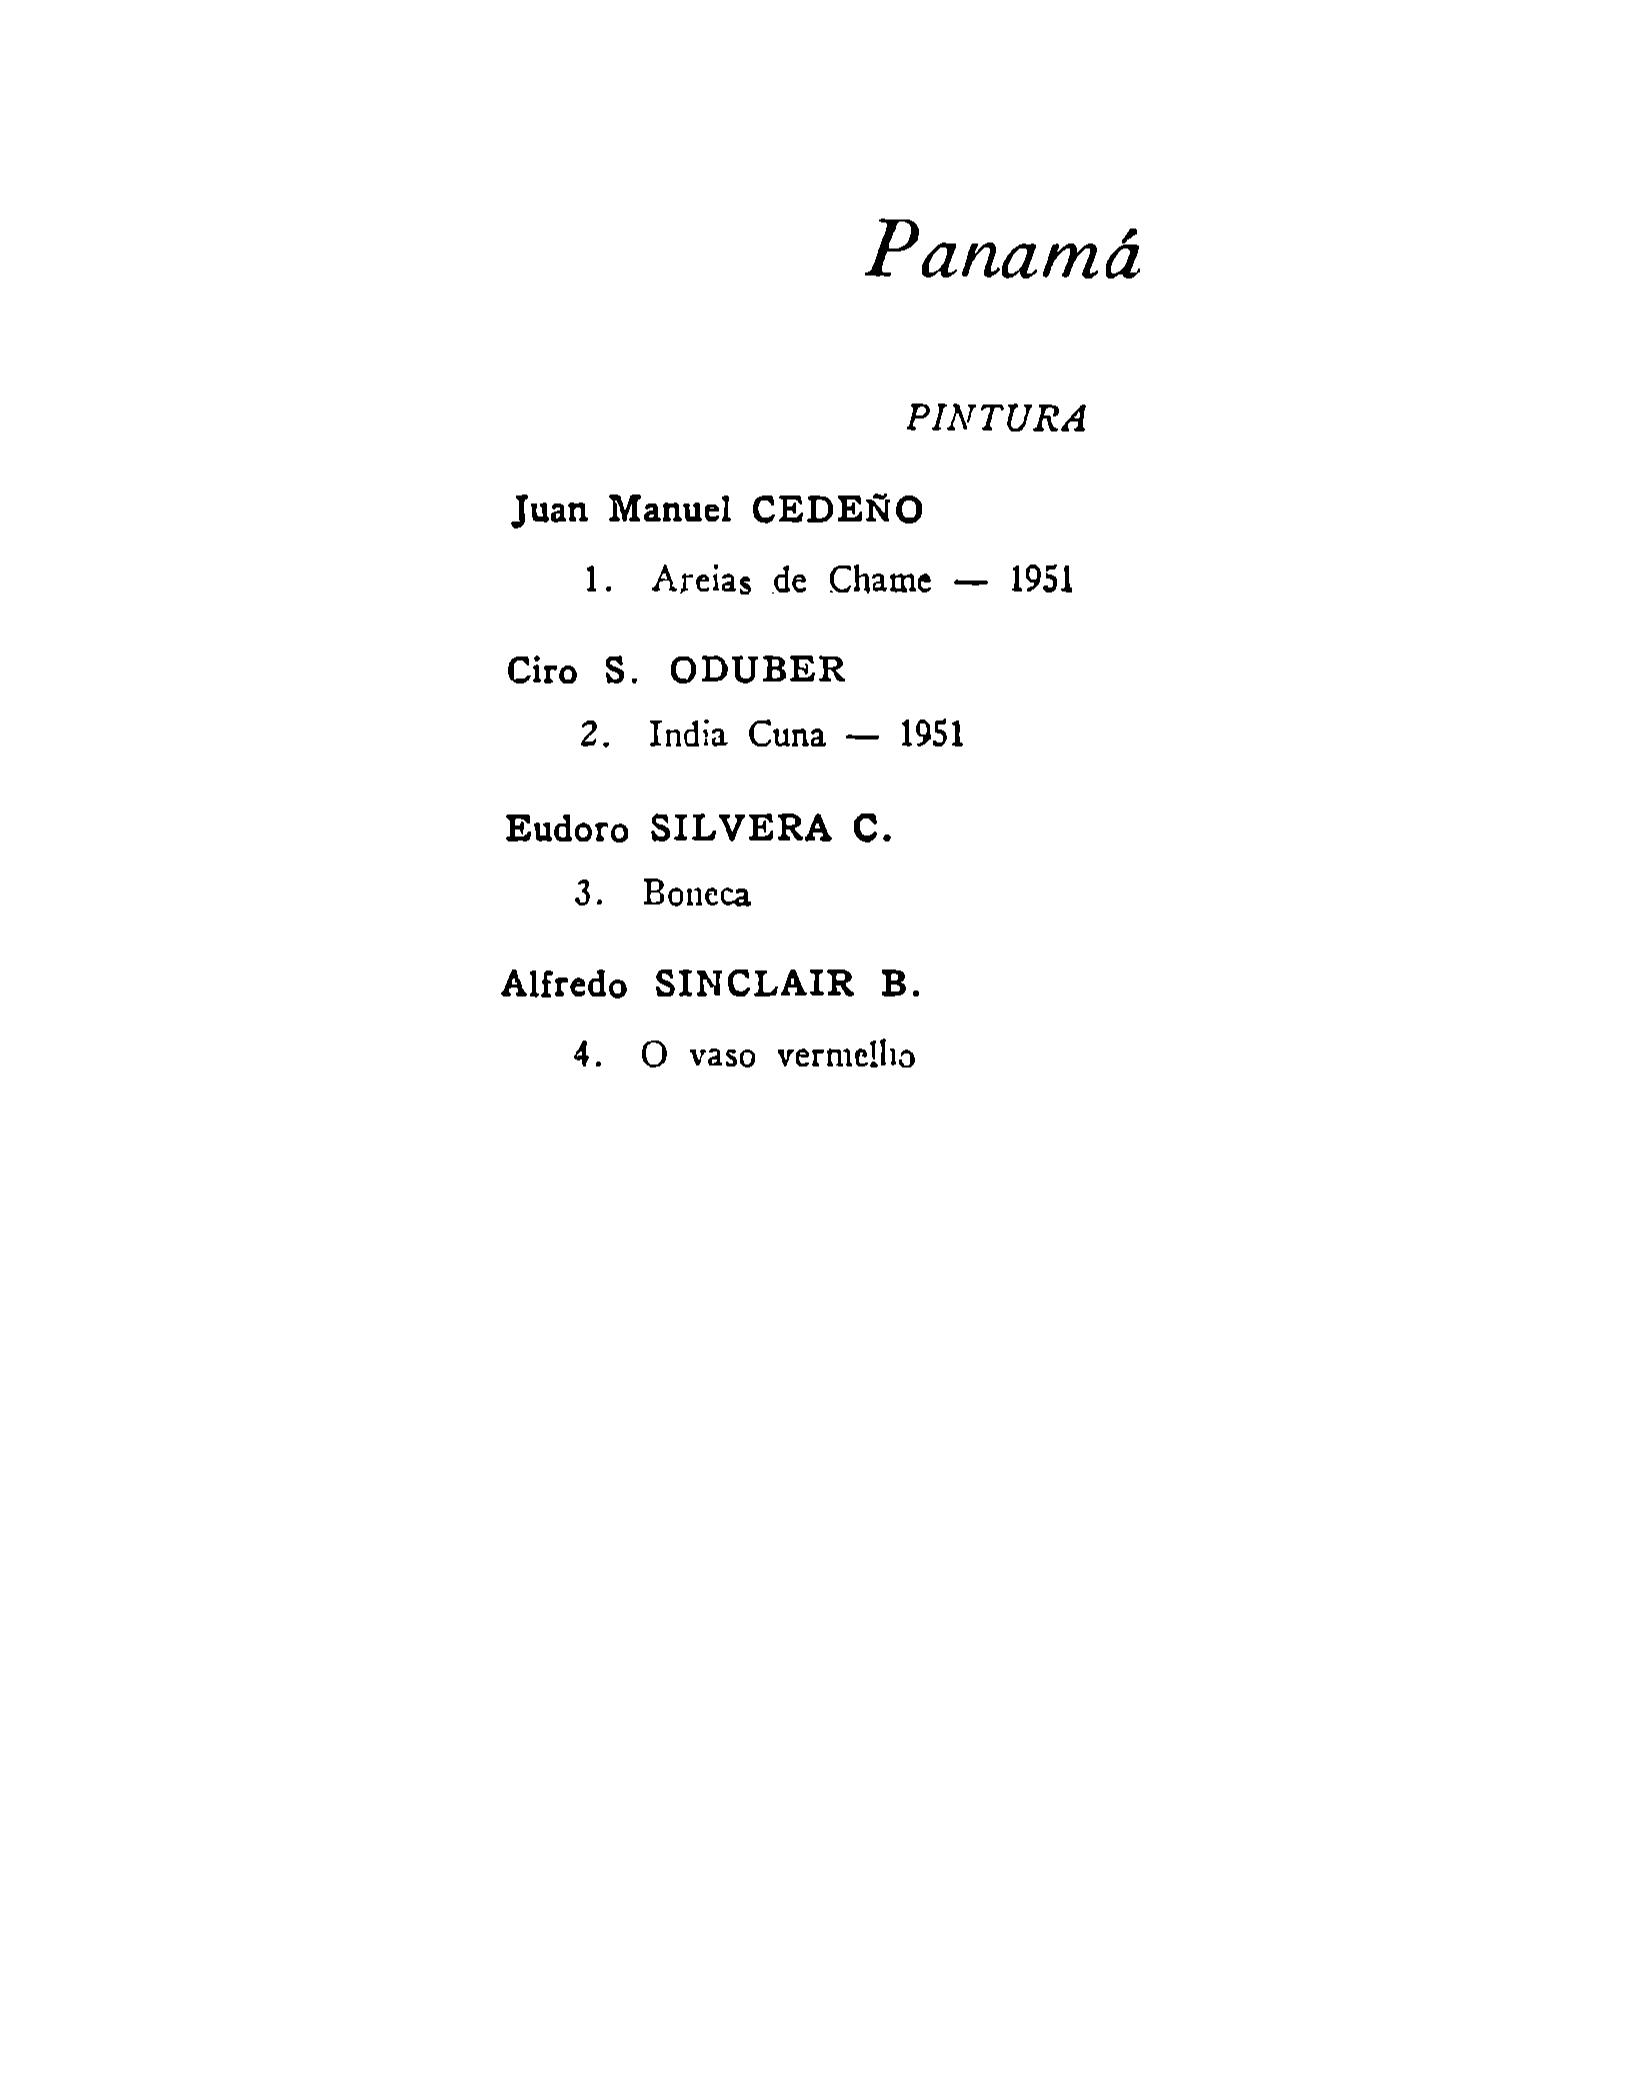 Panamá
PINTURA
Juan Manuel CEDEÑO
1. Areias de Chame — 1951
Ciro S. ODUBER
2. India Cuna — 1951
Eudoro SILVERA C.
3. Boneca
Alfredo SINCLAIR B.
4. O vaso vermelho